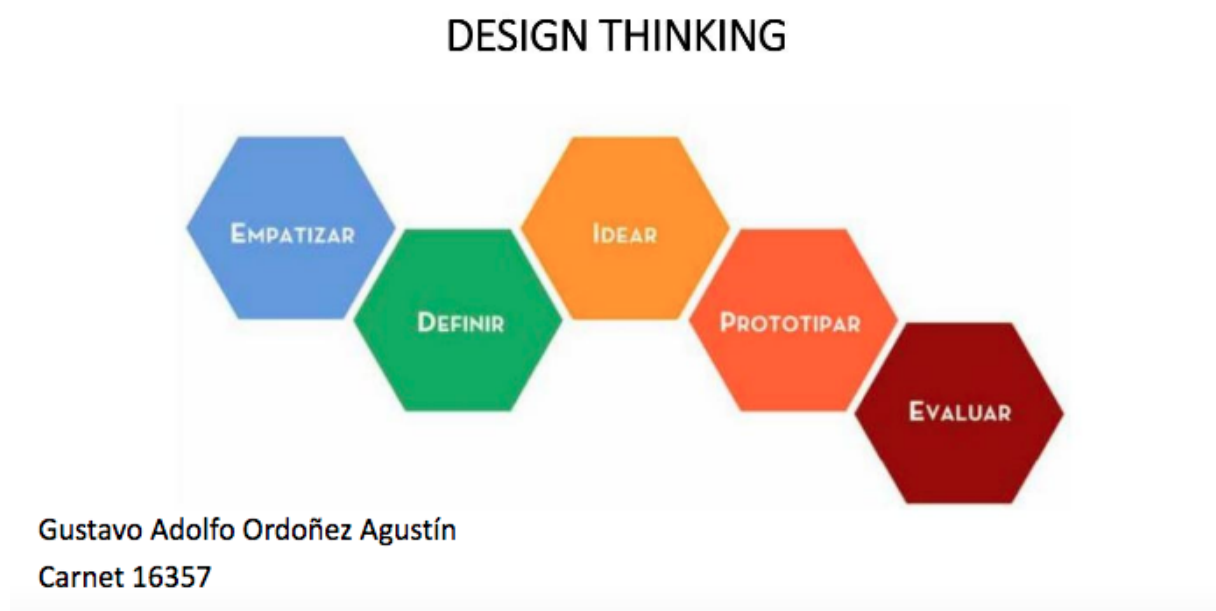 DESIGN THINKING
EMPATIZAR
DEFINIR
IDEAR
PROTOTIPAR
EVALUAR
Gustavo Adolfo Ordoñez Agustín
Carnet 16357